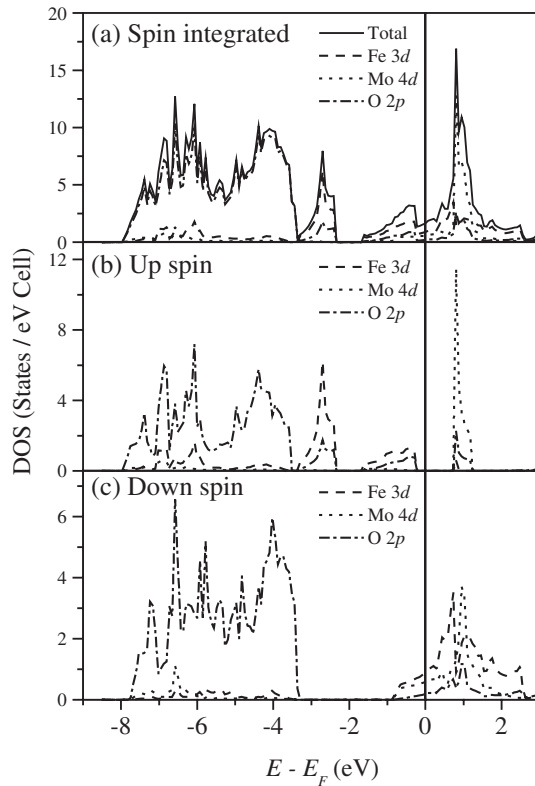 DOS (States / eV Cell)
20
15
10
5
0
(a) Spin integrated
Total
Fe 3d
Mo 4d
O 2p
12
8
4
0
(b) Up spin
Fe 3d
Mo 4d
O 2p
6
4
2
0
(c) Down spin
Fe 3d
Mo 4d
O 2p
-8 -6 -4 -2 0 2
E - E_F (eV)